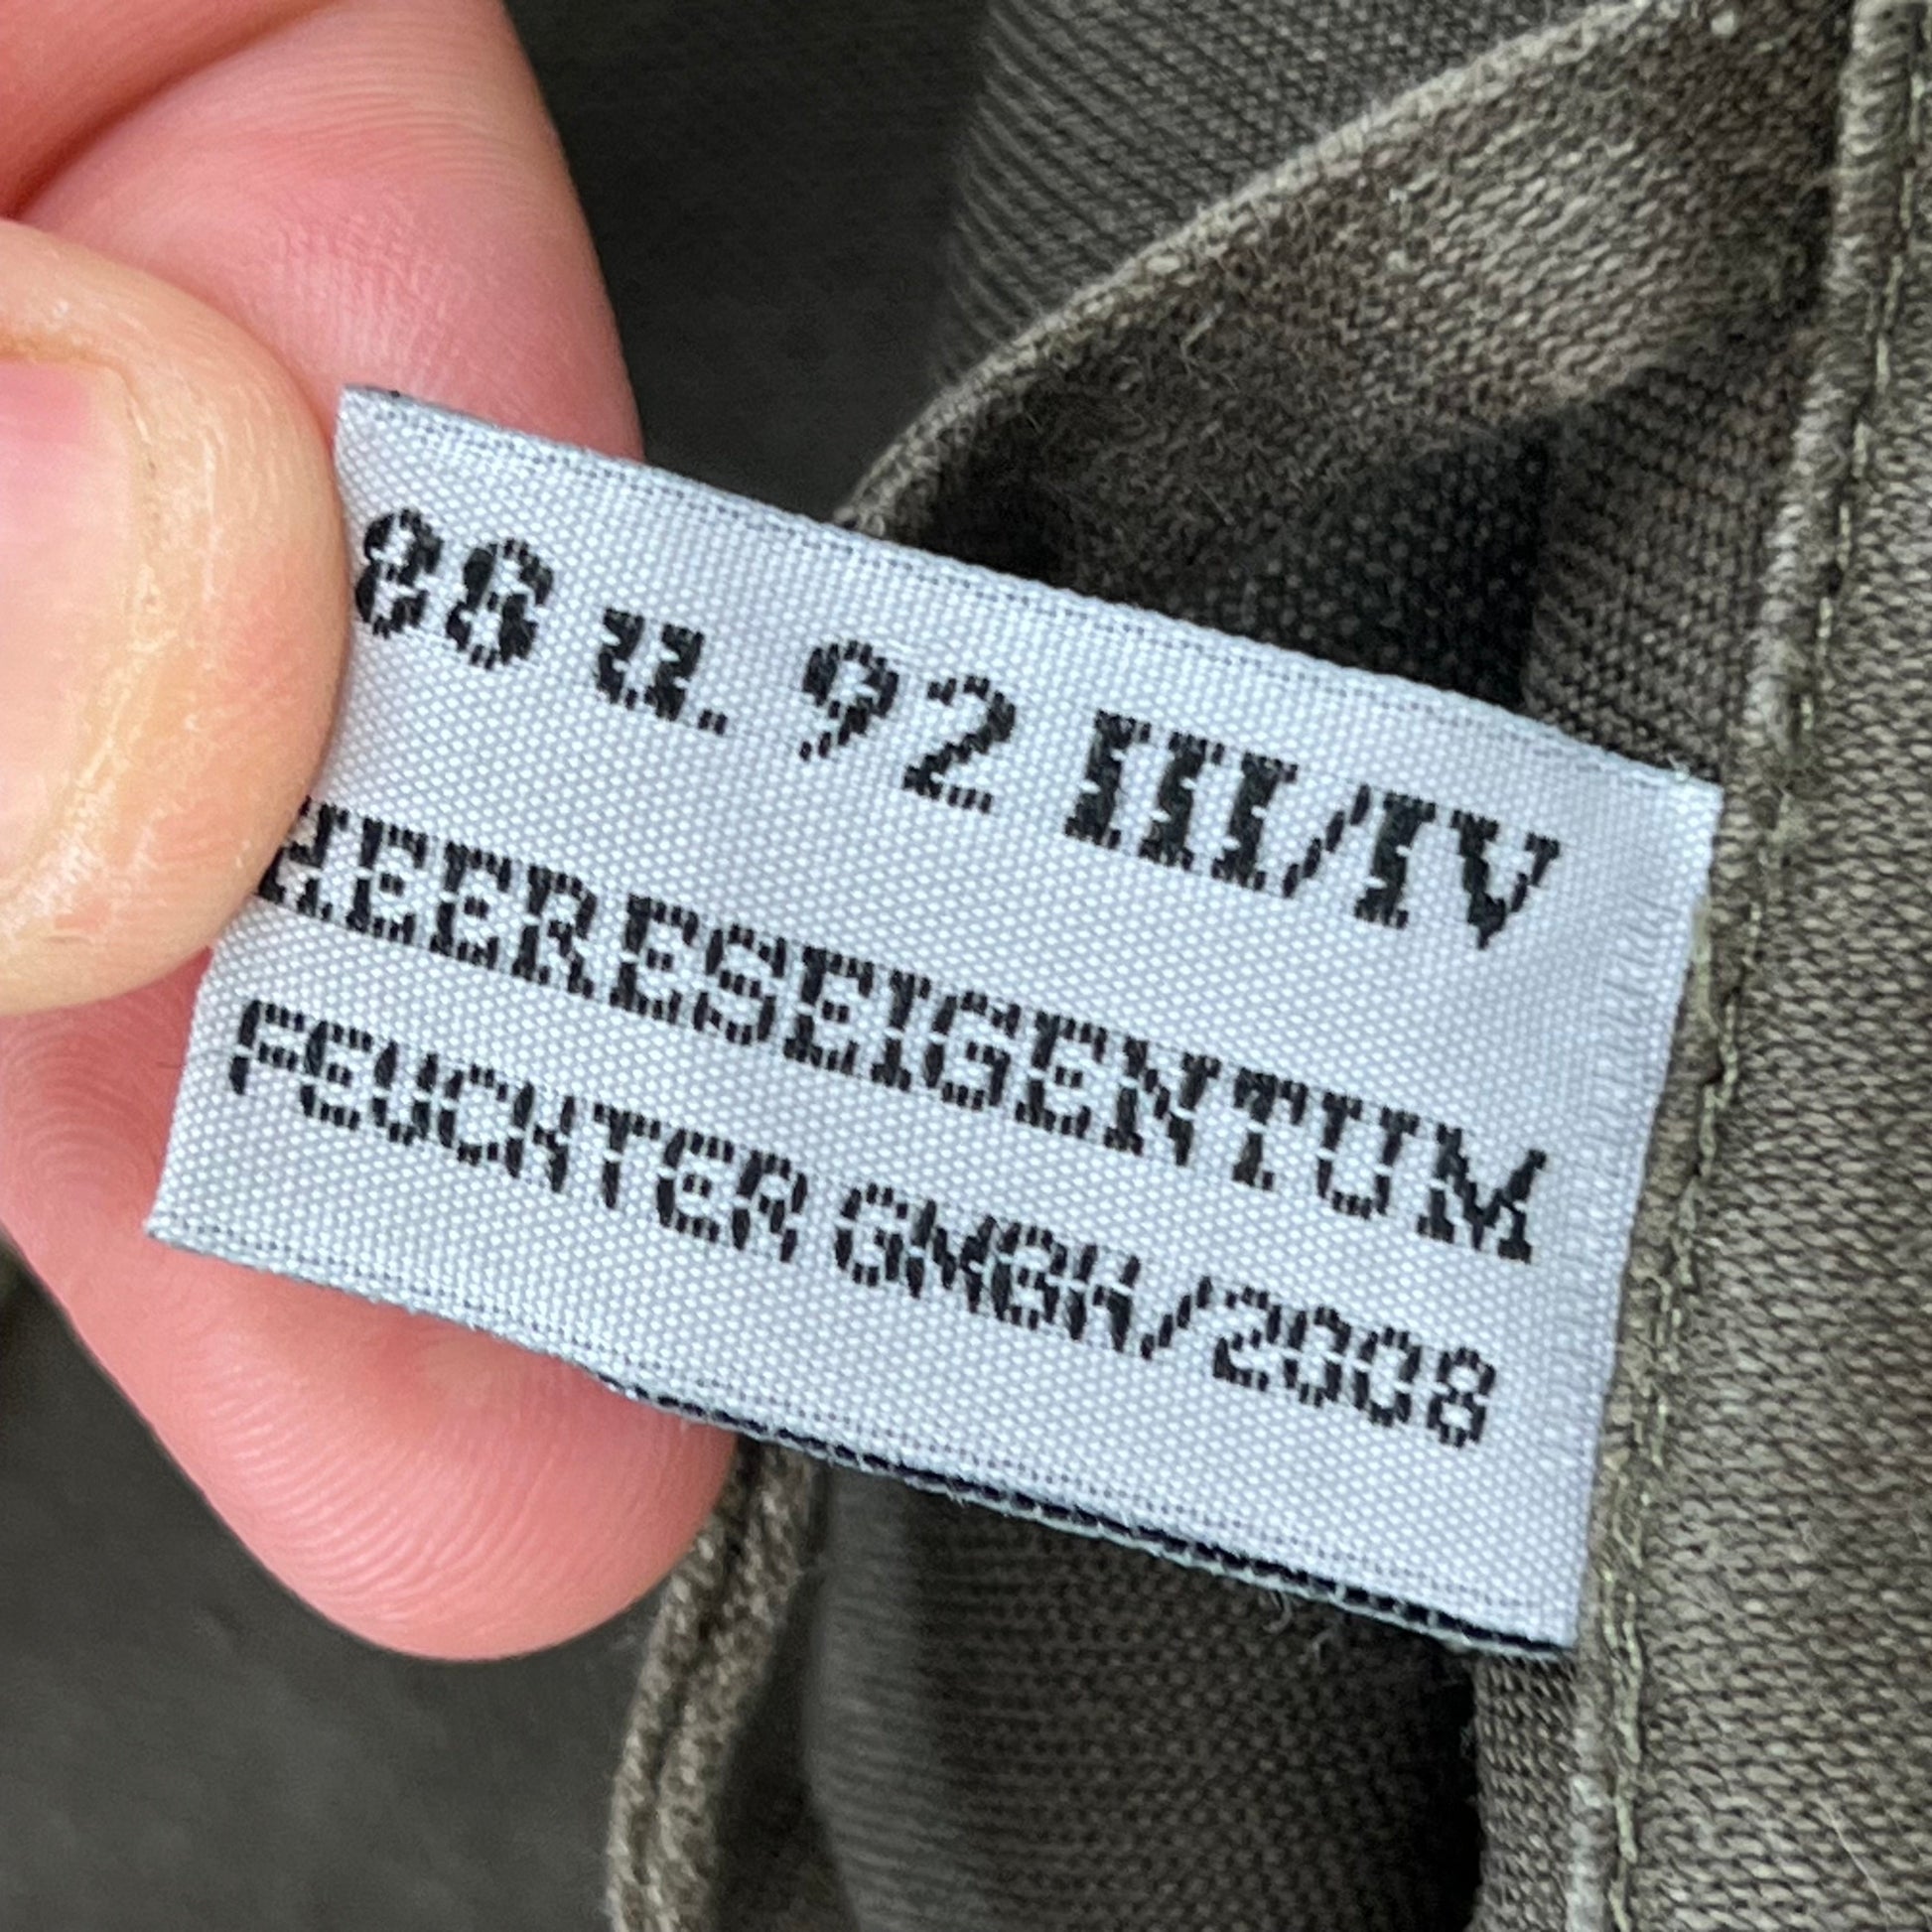 88 u. 92 III/IV
HEERESEIGENTUM
FEUCHTER GMBH/2008